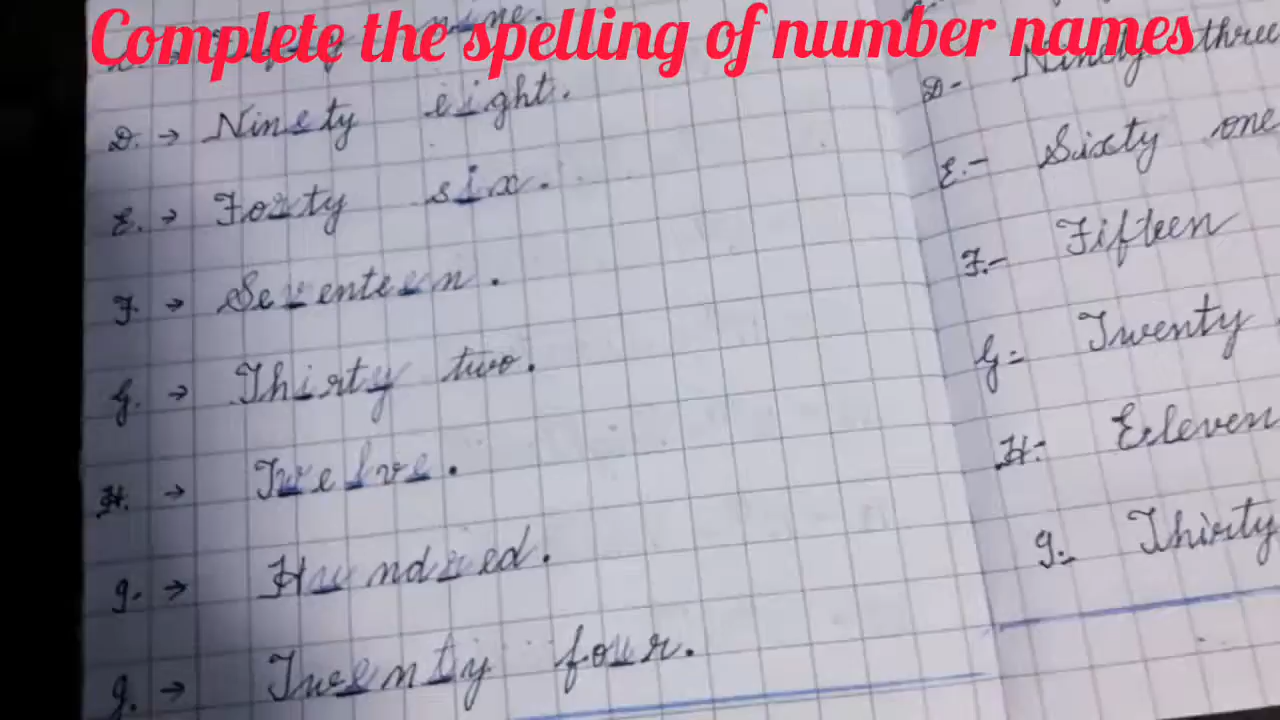 Complete the spelling of number names
nine.
D. → Ninety eight.
E. → Forty six.
F. → Seventeen.
G. → Thirty two.
H. → Twelve.
I. → Hundred.
J. → Twenty four.
D- Ninety three
E.- Sixty one
F.- Fifteen
G- Twenty
H- Eleven
I- Thirty